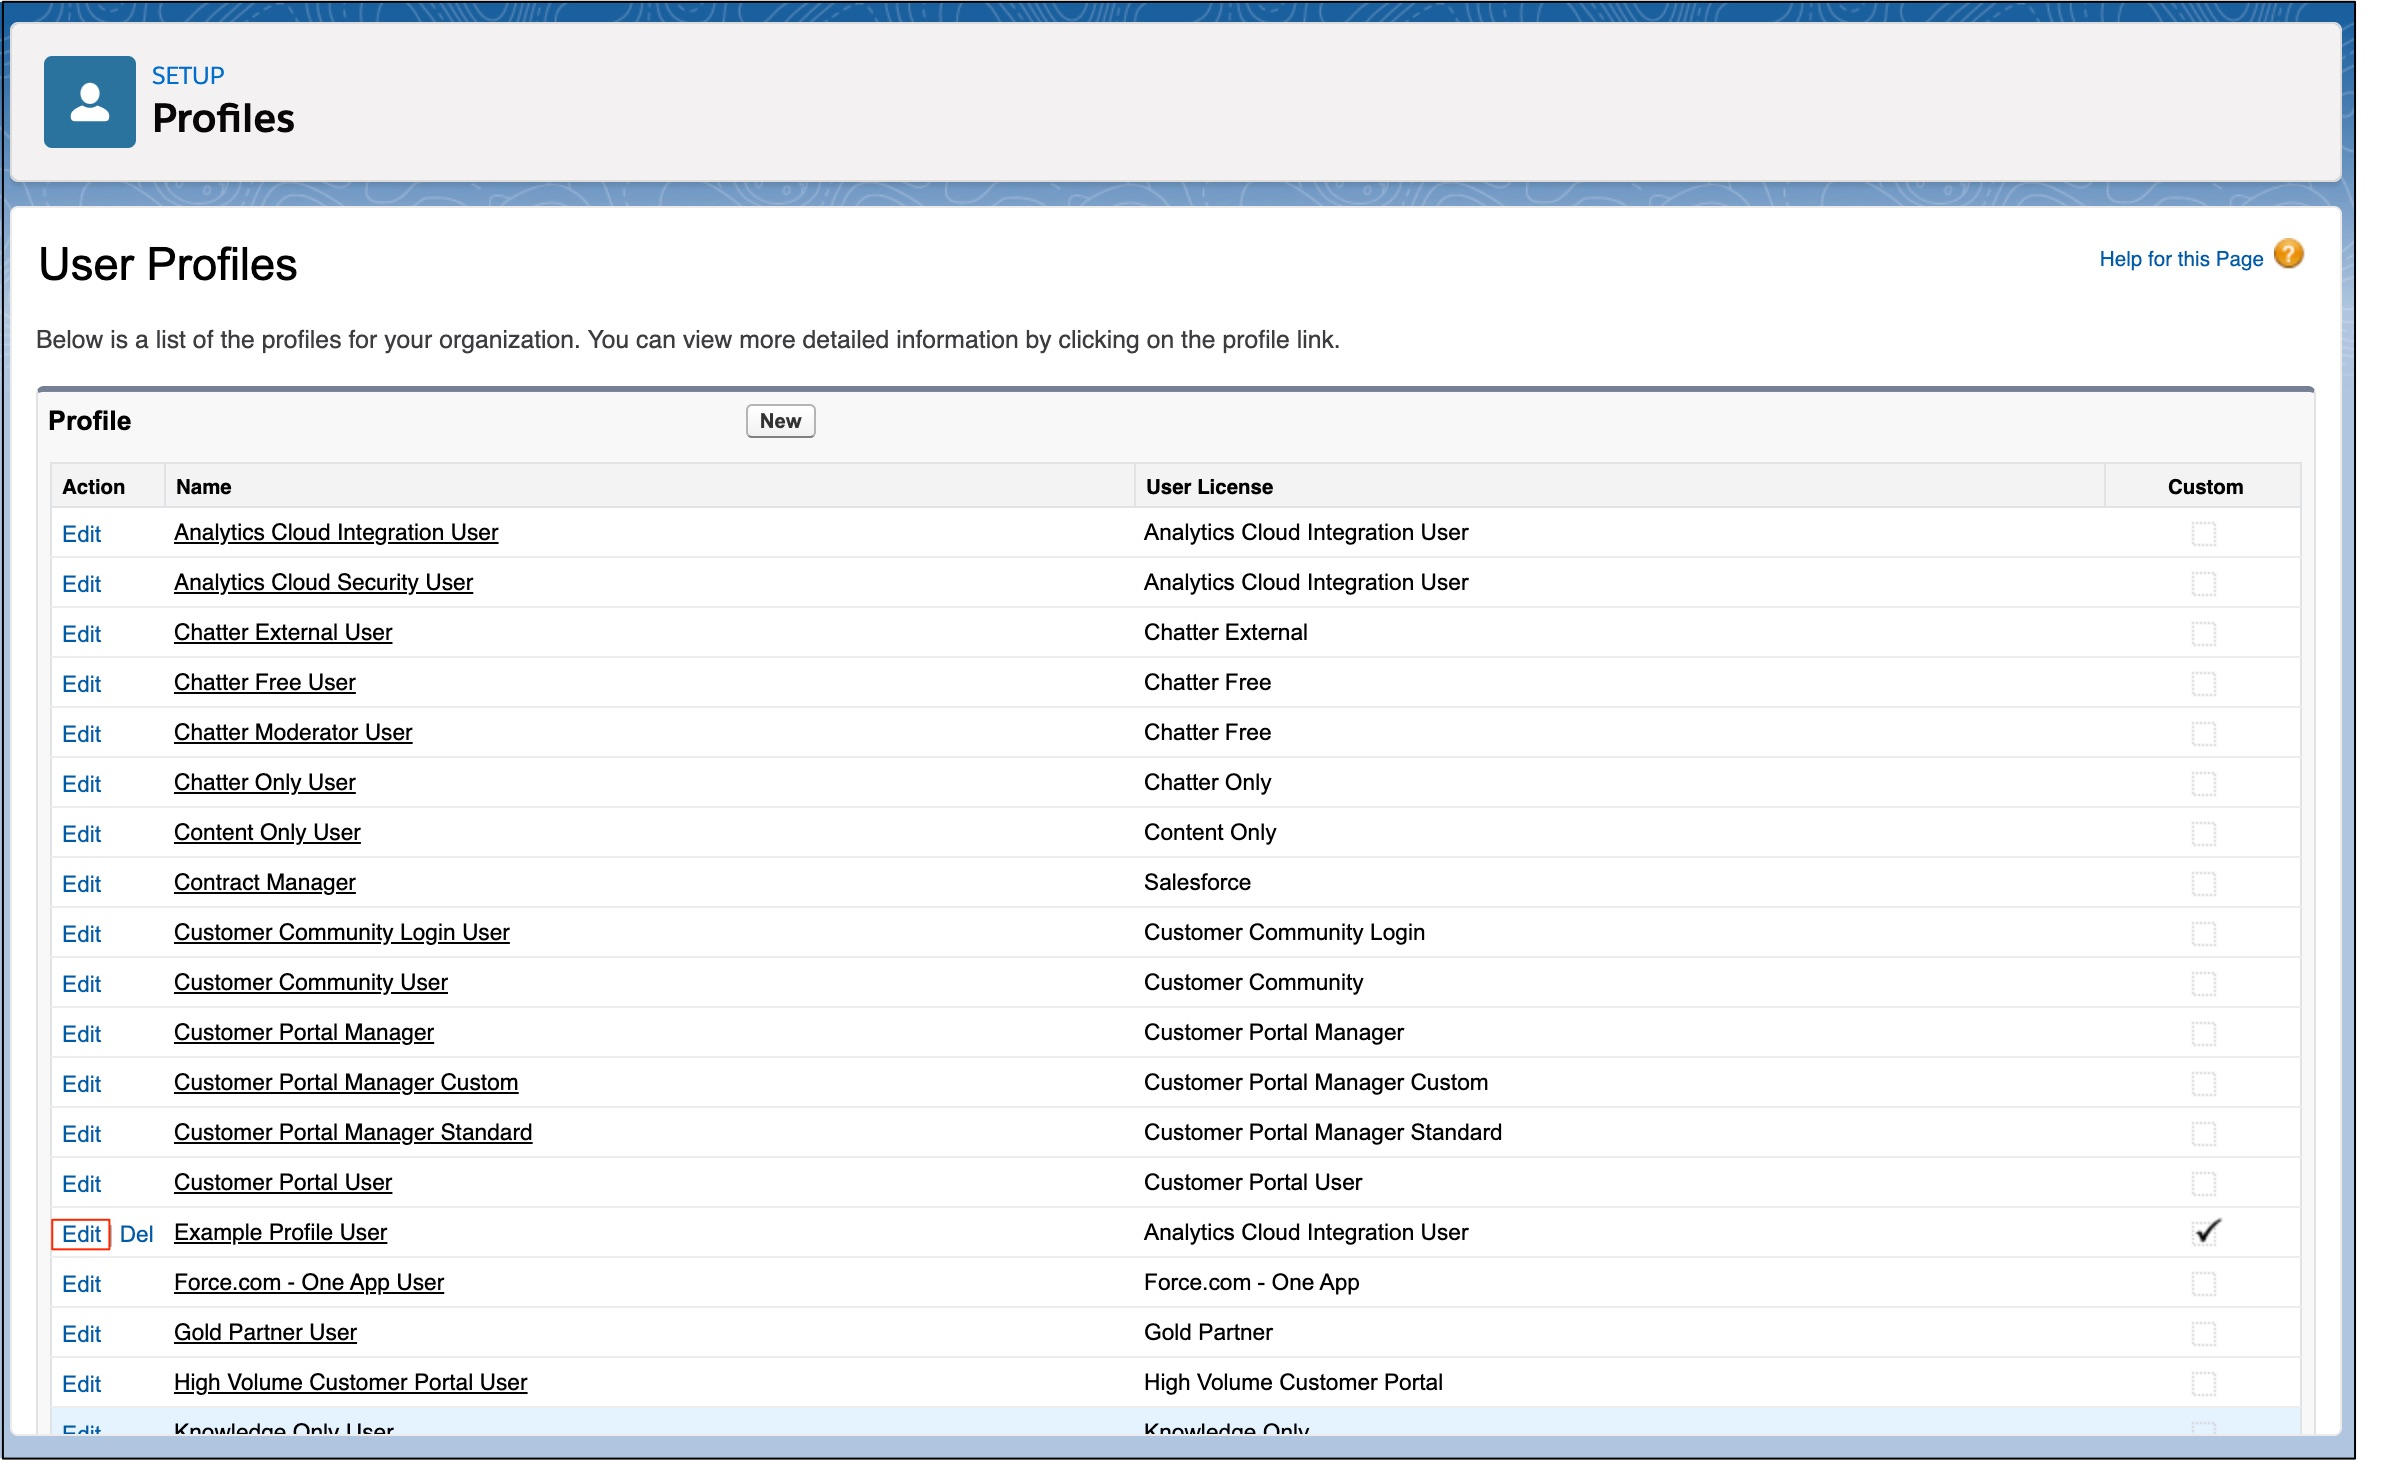 SETUP
Profiles
User Profiles
Help for this Page ?
Below is a list of the profiles for your organization. You can view more detailed information by clicking on the profile link.
Profile New
Action Name User License Custom
Edit Analytics Cloud Integration User Analytics Cloud Integration User
Edit Analytics Cloud Security User Analytics Cloud Integration User
Edit Chatter External User Chatter External
Edit Chatter Free User Chatter Free
Edit Chatter Moderator User Chatter Free
Edit Chatter Only User Chatter Only
Edit Content Only User Content Only
Edit Contract Manager Salesforce
Edit Customer Community Login User Customer Community Login
Edit Customer Community User Customer Community
Edit Customer Portal Manager Customer Portal Manager
Edit Customer Portal Manager Custom Customer Portal Manager Custom
Edit Customer Portal Manager Standard Customer Portal Manager Standard
Edit Customer Portal User Customer Portal User
Edit Del Example Profile User Analytics Cloud Integration User
Edit Force.com - One App User Force.com - One App
Edit Gold Partner User Gold Partner
Edit High Volume Customer Portal User High Volume Customer Portal
Edit Knowledge Only User Knowledge Only